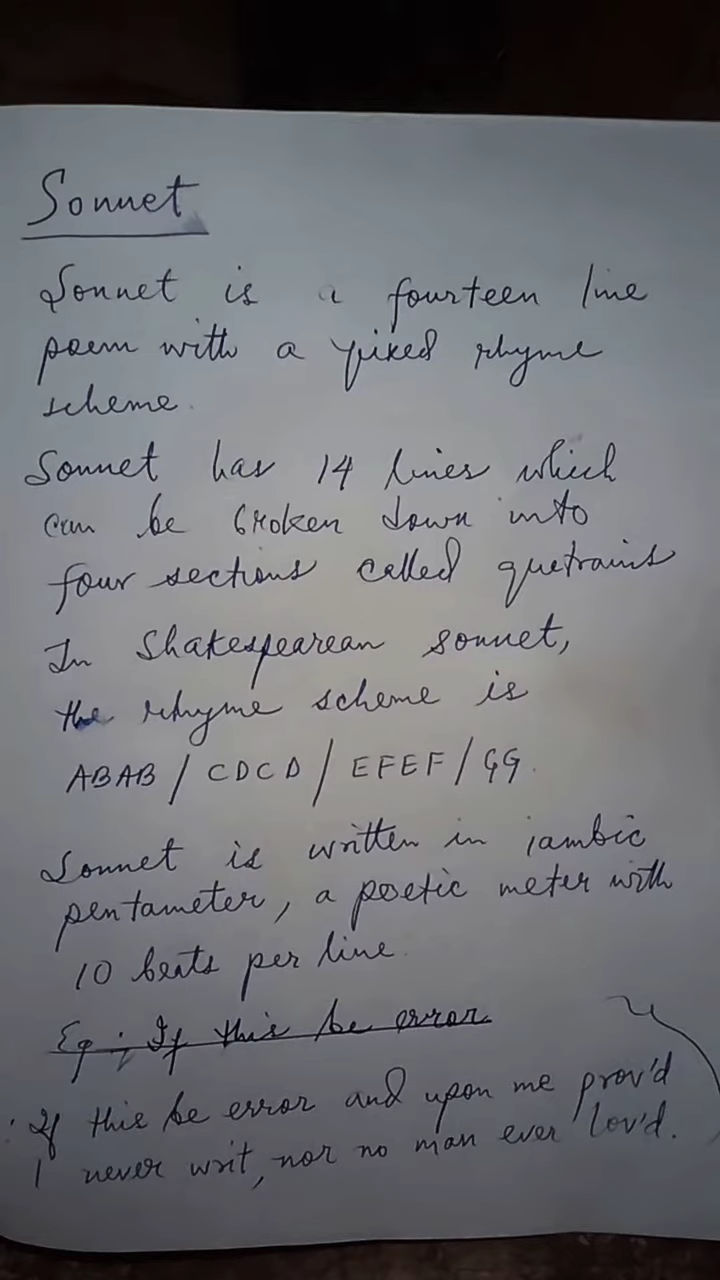 Sonnet
Sonnet is a fourteen line
poem with a fixed rhyme
scheme.
Sonnet has 14 lines which
can be broken down into
four sections called quetrains
In Shakespearean sonnet,
the rhyme scheme is
ABAB / CDCD / EFEF / GG.
Sonnet is written in iambic
pentameter, a poetic meter with
10 beats per line.
Eg : If this be error
If this be error and upon me prov'd
I never writ, nor no man ever lov'd.